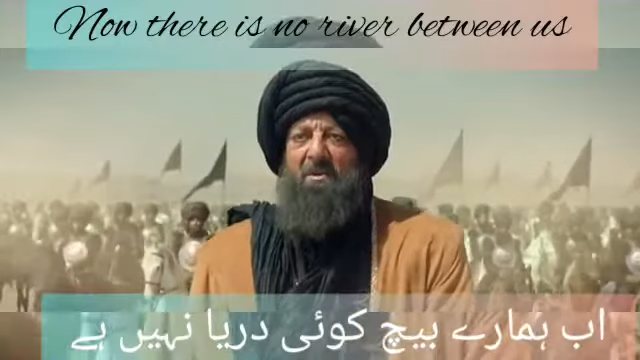 Now there is no river between us
اب ہمارے بیچ کوئی دریا نہیں ہے